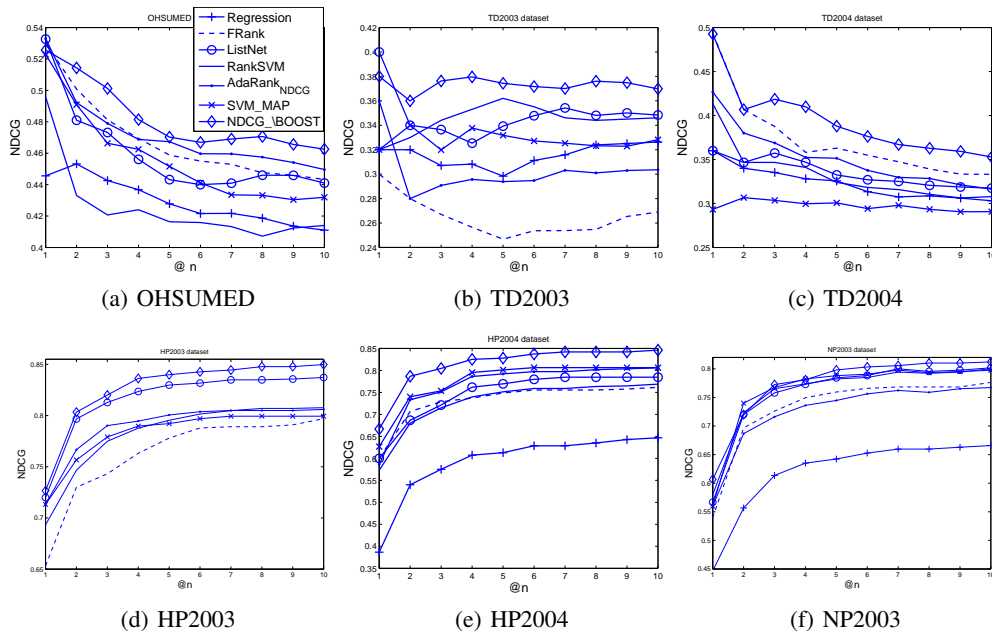 OHSUMED
0.54
0.52
0.5
0.48
0.46
0.44
0.42
0.4
NDCG
1 2 3 4 5 6 7 8 9 10
@ n
Regression
FRank
ListNet
RankSVM
AdaRank NDCG
SVM_MAP
NDCG_\BOOST
(a) OHSUMED
TD2003 dataset
0.42
0.4
0.38
0.36
0.34
0.32
0.3
0.28
0.26
0.24
NDCG
1 2 3 4 5 6 7 8 9 10
@ n
(b) TD2003
TD2004 dataset
0.5
0.45
0.4
0.35
0.3
0.25
NDCG
1 2 3 4 5 6 7 8 9 10
@ n
(c) TD2004
HP2003 dataset
0.85
0.8
0.75
0.7
0.65
NDCG
1 2 3 4 5 6 7 8 9 10
@n
(d) HP2003
HP2004 dataset
0.85
0.8
0.75
0.7
0.65
0.6
0.55
0.5
0.45
0.4
0.35
NDCG
1 2 3 4 5 6 7 8 9 10
@n
(e) HP2004
NP2003 dataset
0.8
0.75
0.7
0.65
0.6
0.55
0.5
0.45
NDCG
1 2 3 4 5 6 7 8 9 10
@n
(f) NP2003